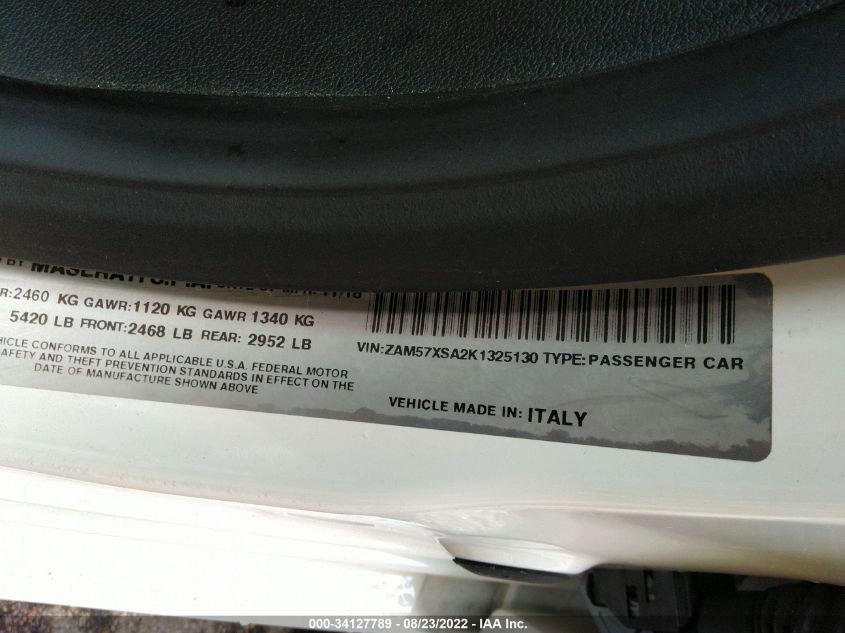 MASERATI
R:2460 KG GAWR:1120 KG GAWR 1340 KG
5420 LB FRONT:2468 LB REAR: 2952 LB
HICLE CONFORMS TO ALL APPLICABLE U.S.A. FEDERAL MOTOR
AFETY AND THEFT PREVENTION STANDARDS IN EFFECT ON THE
DATE OF MANUFACTURE SHOWN ABOVE
VIN:ZAM57XSA2K1325130 TYPE:PASSENGER CAR
VEHICLE MADE IN: ITALY
000-34127789 - 08/23/2022 - IAA Inc.